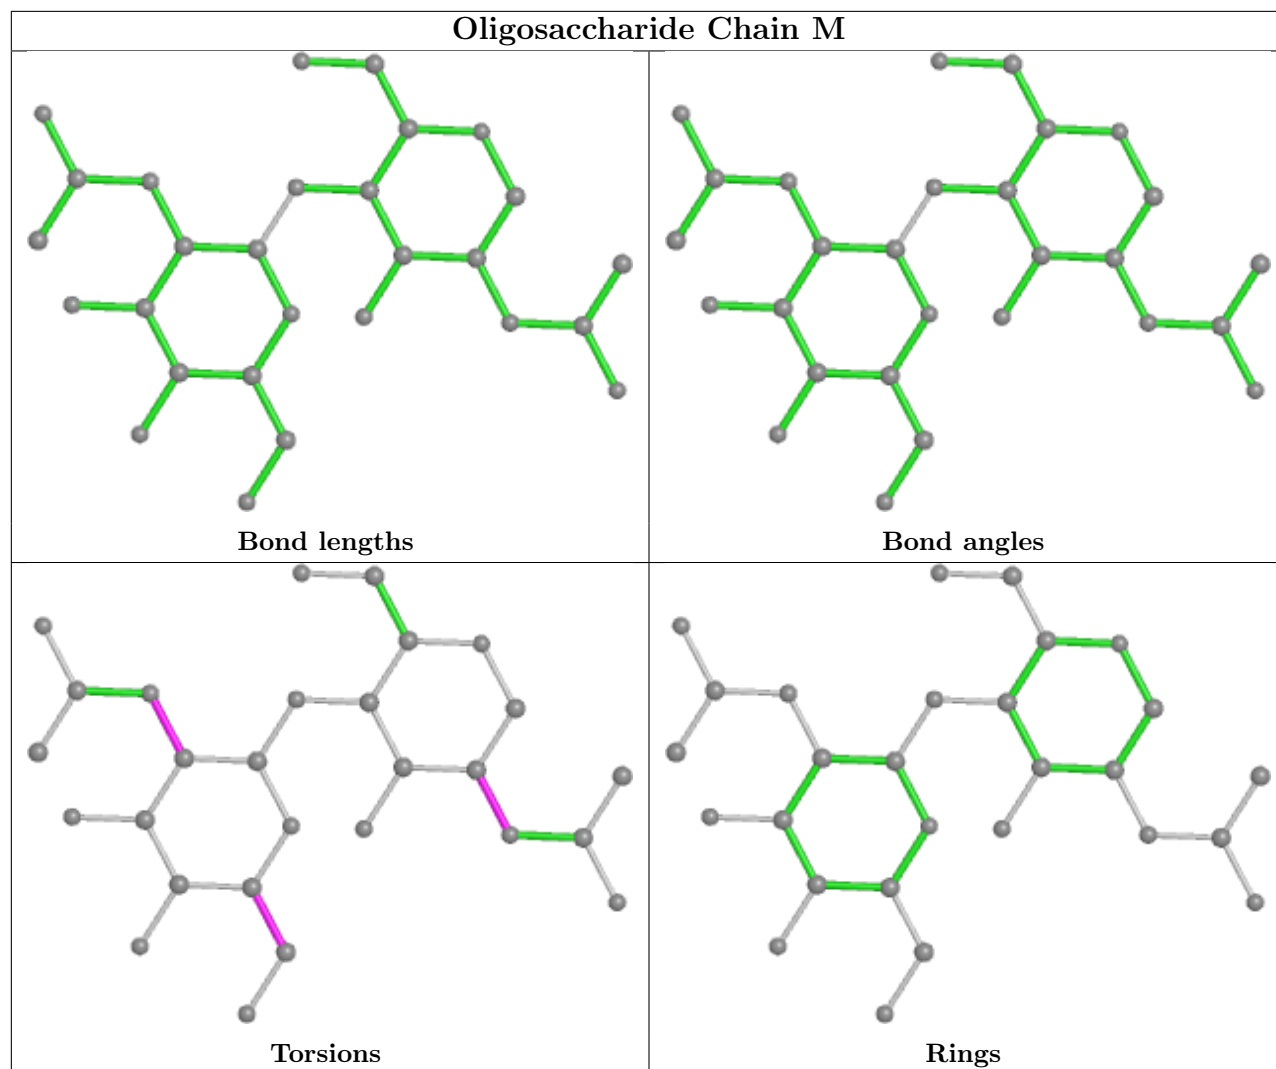 Oligosaccharide Chain M
Bond lengths
Bond angles
Torsions
Rings